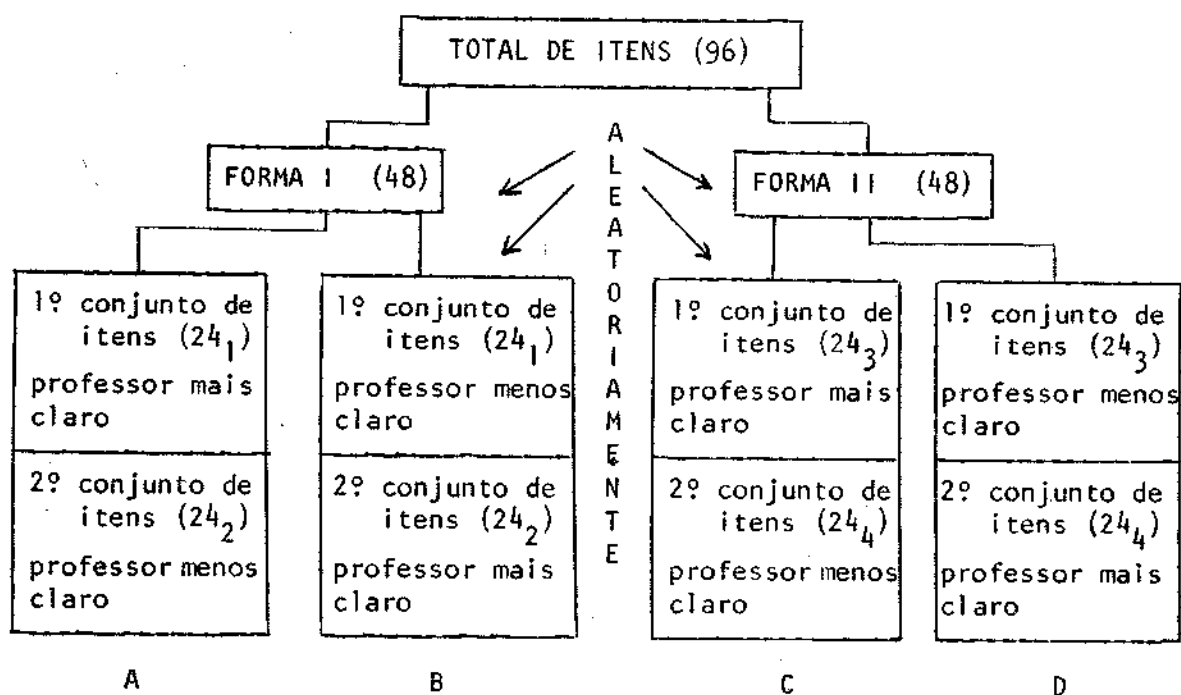 TOTAL DE ITENS (96)
FORMA I (48)
ALEATORIAMENTE
FORMA II (48)
1º conjunto de
itens (24₁)
professor mais
claro
2º conjunto de
itens (24₂)
professor menos
claro
1º conjunto de
itens (24₁)
professor menos
claro
2º conjunto de
itens (24₂)
professor mais
claro
1º conjunto de
itens (24₃)
professor mais
claro
2º conjunto de
itens (24₄)
professor menos
claro
1º conjunto de
itens (24₃)
professor menos
claro
2º conjunto de
itens (24₄)
professor mais
claro
A
B
C
D